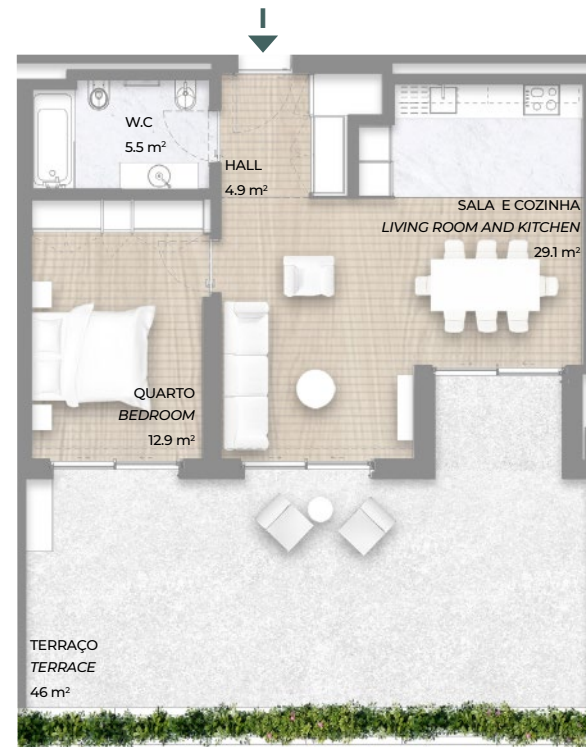 W.C
5.5 m²
HALL
4.9 m²
SALA E COZINHA
LIVING ROOM AND KITCHEN
29.1 m²
QUARTO
BEDROOM
12.9 m²
TERRAÇO
TERRACE
46 m²